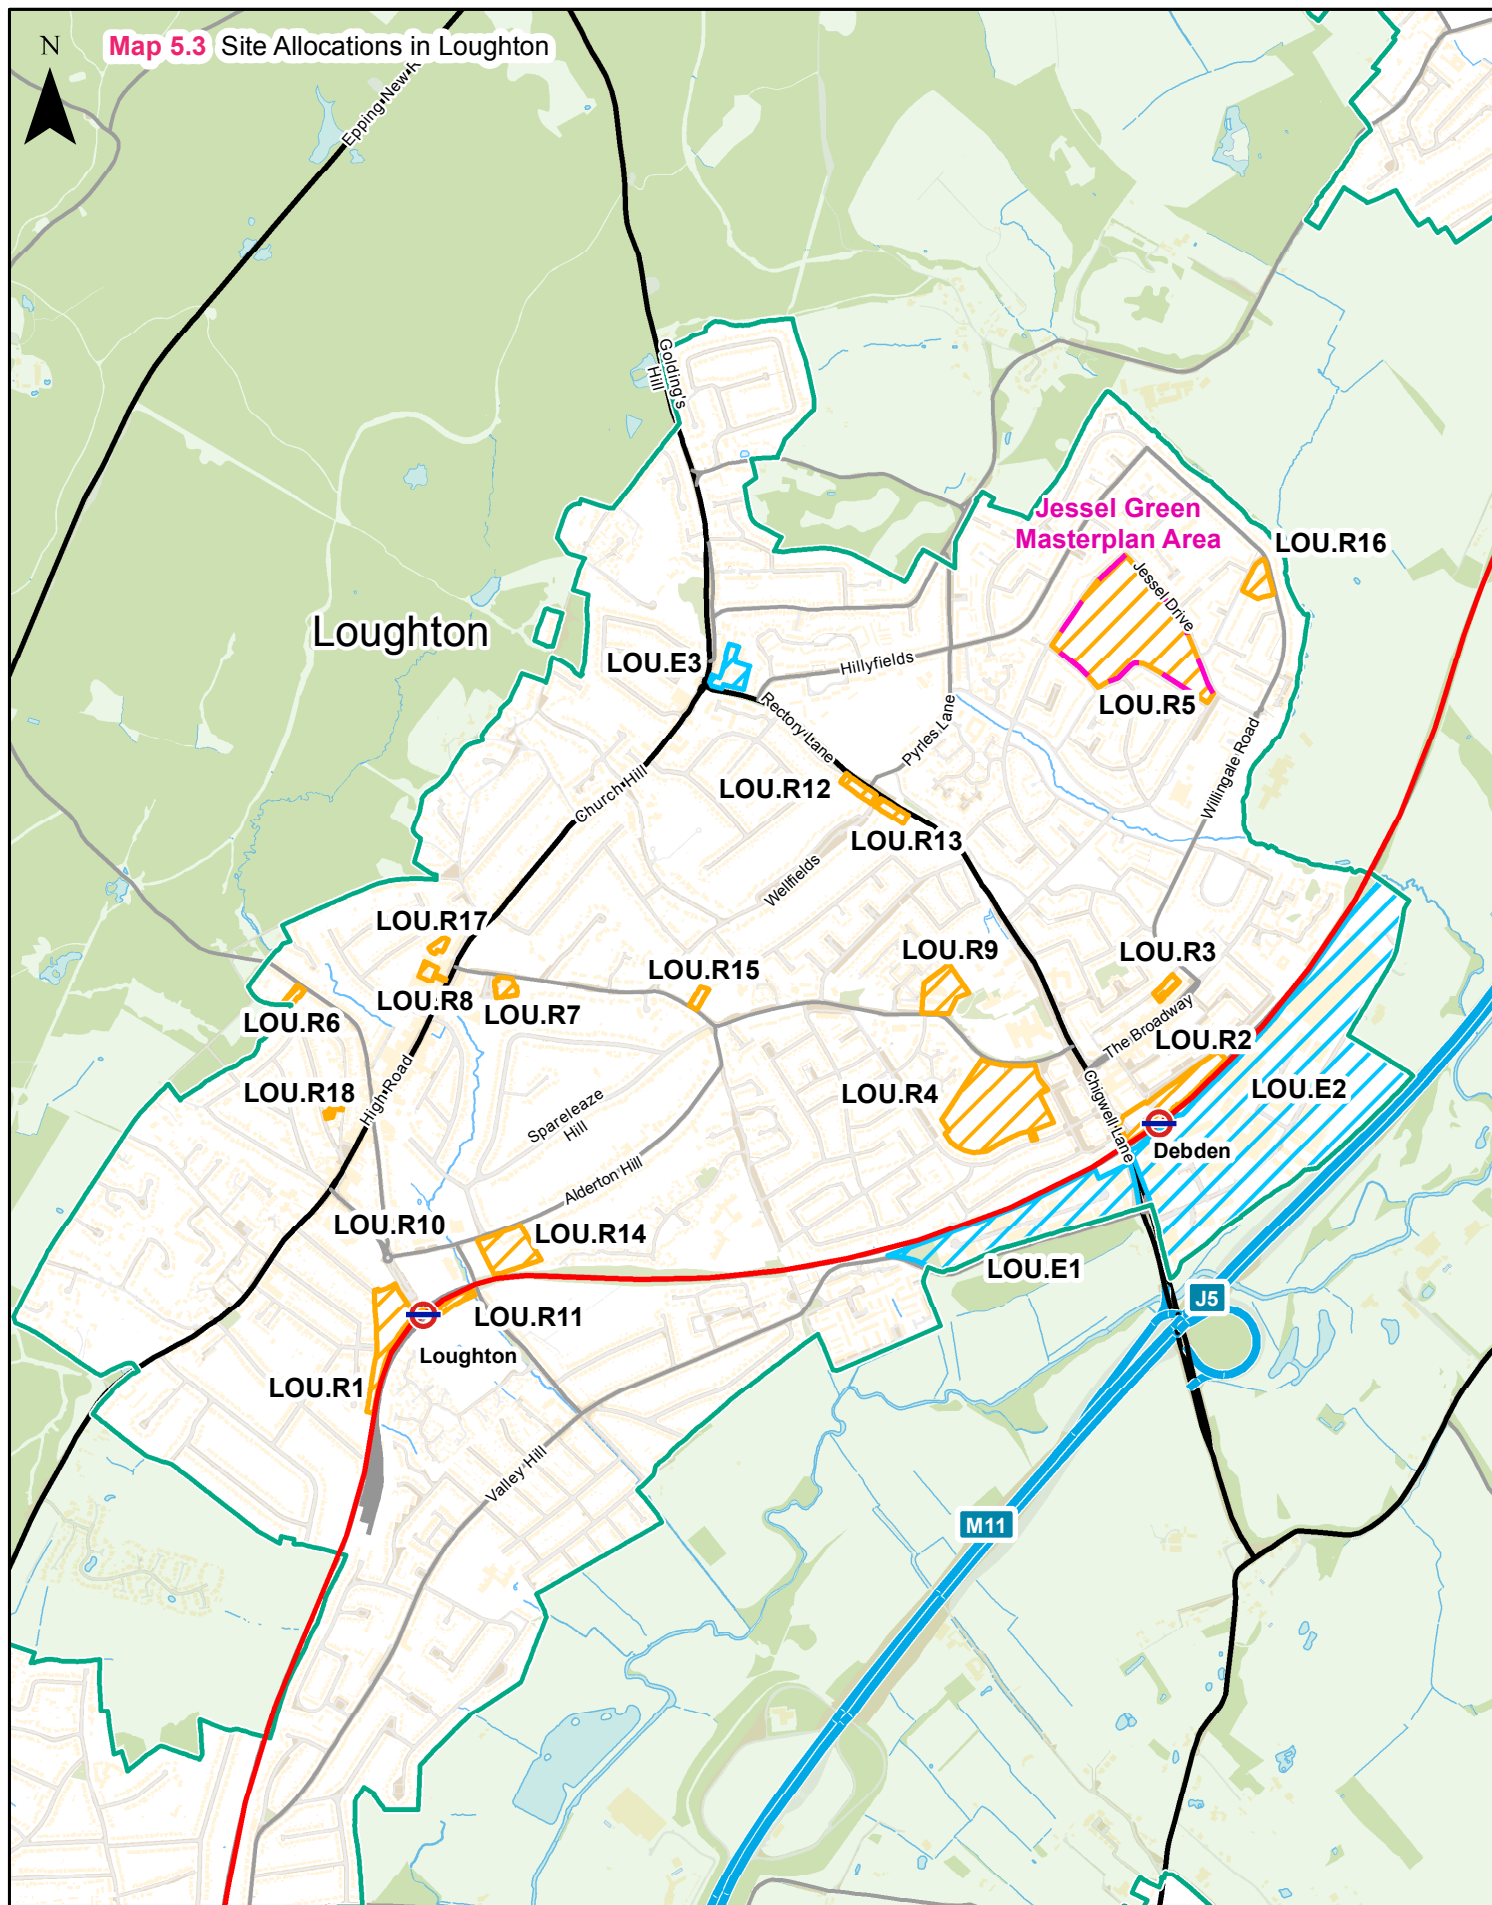 N
Map 5.3 Site Allocations in Loughton
Epping New R
Golding's
Hill
Jessel Green
Masterplan Area
LOU.R16
Jessel Drive
Loughton
LOU.E3
Hillyfields
LOU.R5
Rectory Lane
Pyrles Lane
Willingale Road
Church Hill
LOU.R12
LOU.R13
Wellfields
LOU.R17
LOU.R9
LOU.R3
LOU.R15
LOU.R8
LOU.R7
LOU.R6
The Broadway
LOU.R2
LOU.R18
High Road
LOU.R4
LOU.E2
Spareleaze
Hill
Chigwell Lane
Debden
Alderton Hill
LOU.R10
LOU.R14
LOU.E1
J5
LOU.R11
Loughton
LOU.R1
Valley Hill
M11